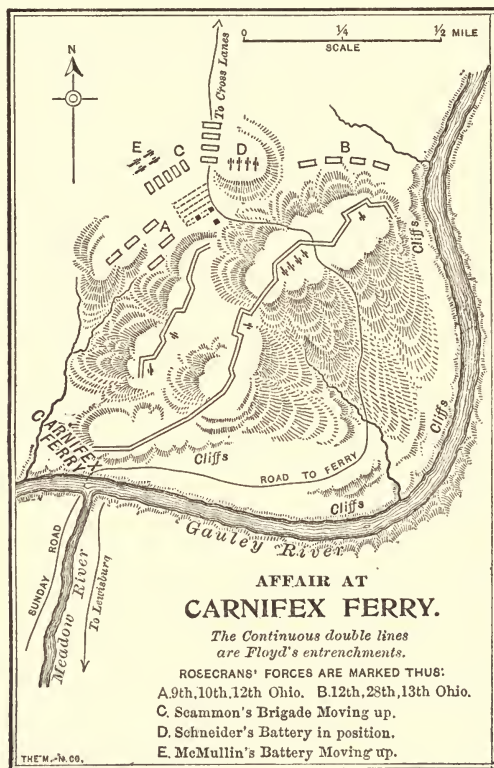 N
0 1/4 1/2 MILE
SCALE
To Cross Lanes
E
C
D
B
A
Cliffs
CARNIFEX
FERRY
Cliffs
ROAD TO FERRY
Cliffs
Cliffs
Gauley River
SUNDAY ROAD
Meadow River
To Lewisburg
AFFAIR AT
CARNIFEX FERRY.
The Continuous double lines
are Floyd's entrenchments.
ROSECRANS' FORCES ARE MARKED THUS:
A. 9th, 10th, 12th Ohio. B. 12th, 28th, 13th Ohio.
C. Scammon's Brigade Moving up.
D. Schneider's Battery in position.
E. McMullin's Battery Moving up.
THE M.-N. CO.